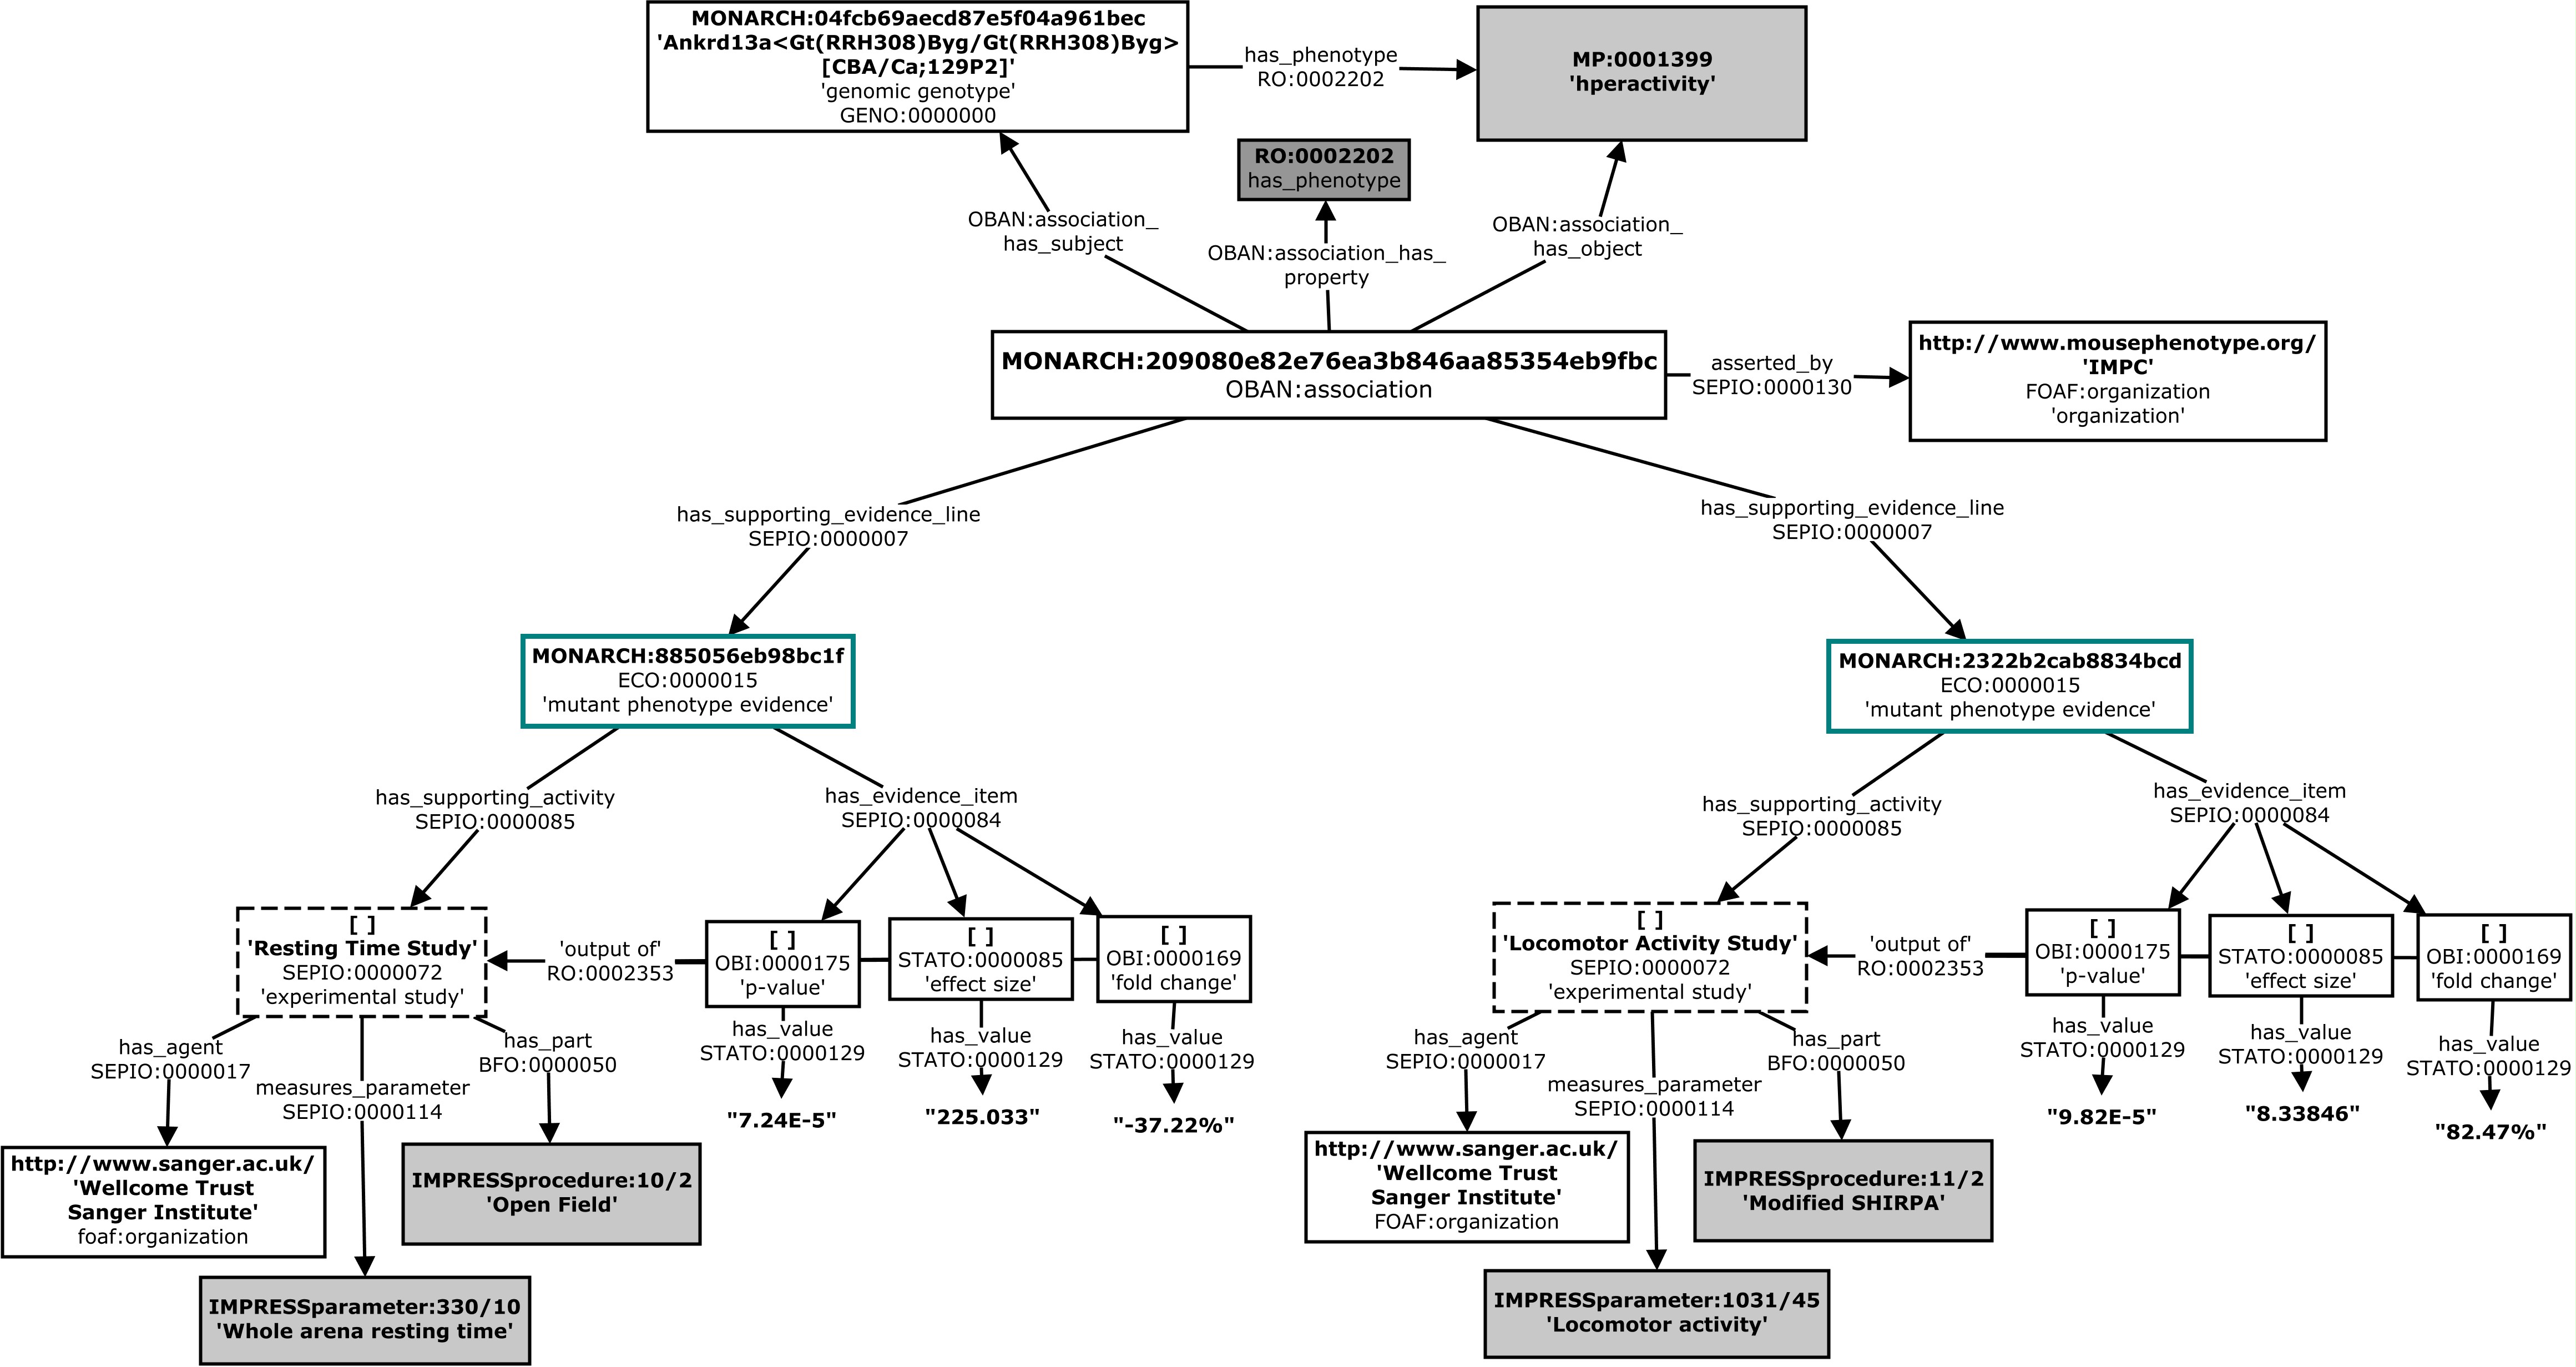 MONARCH:04fcb69aecd87e5f04a961bec
'Ankrd13a<Gt(RRH308)Byg/Gt(RRH308)Byg>
[CBA/Ca;129P2]'
'genomic genotype'
GENO:0000000
has_phenotype
RO:0002202
MP:0001399
'hperactivity'
RO:0002202
has_phenotype
OBAN:association_
has_subject
OBAN:association_has_
property
OBAN:association_
has_object
MONARCH:209080e82e76ea3b846aa85354eb9fbc
OBAN:association
asserted_by
SEPIO:0000130
http://www.mousephenotype.org/
'IMPC'
FOAF:organization
'organization'
has_supporting_evidence_line
SEPIO:0000007
has_supporting_evidence_line
SEPIO:0000007
MONARCH:885056eb98bc1f
ECO:0000015
'mutant phenotype evidence'
MONARCH:2322b2cab8834bcd
ECO:0000015
'mutant phenotype evidence'
has_supporting_activity
SEPIO:0000085
has_evidence_item
SEPIO:0000084
has_supporting_activity
SEPIO:0000085
has_evidence_item
SEPIO:0000084
[ ]
'Resting Time Study'
SEPIO:0000072
'experimental study'
'output of'
RO:0002353
[ ]
OBI:0000175
'p-value'
[ ]
STATO:0000085
'effect size'
[ ]
OBI:0000169
'fold change'
[ ]
'Locomotor Activity Study'
SEPIO:0000072
'experimental study'
'output of'
RO:0002353
[ ]
OBI:0000175
'p-value'
[ ]
STATO:0000085
'effect size'
[ ]
OBI:0000169
'fold change'
has_agent
SEPIO:0000017
measures_parameter
SEPIO:0000114
has_part
BFO:0000050
has_value
STATO:0000129
has_value
STATO:0000129
has_value
STATO:0000129
"7.24E-5"
"225.033"
"-37.22%"
has_agent
SEPIO:0000017
measures_parameter
SEPIO:0000114
has_part
BFO:0000050
has_value
STATO:0000129
has_value
STATO:0000129
has_value
STATO:0000129
"9.82E-5"
"8.33846"
"82.47%"
http://www.sanger.ac.uk/
'Wellcome Trust
Sanger Institute'
foaf:organization
IMPRESSprocedure:10/2
'Open Field'
IMPRESSparameter:330/10
'Whole arena resting time'
http://www.sanger.ac.uk/
'Wellcome Trust
Sanger Institute'
FOAF:organization
IMPRESSprocedure:11/2
'Modified SHIRPA'
IMPRESSparameter:1031/45
'Locomotor activity'